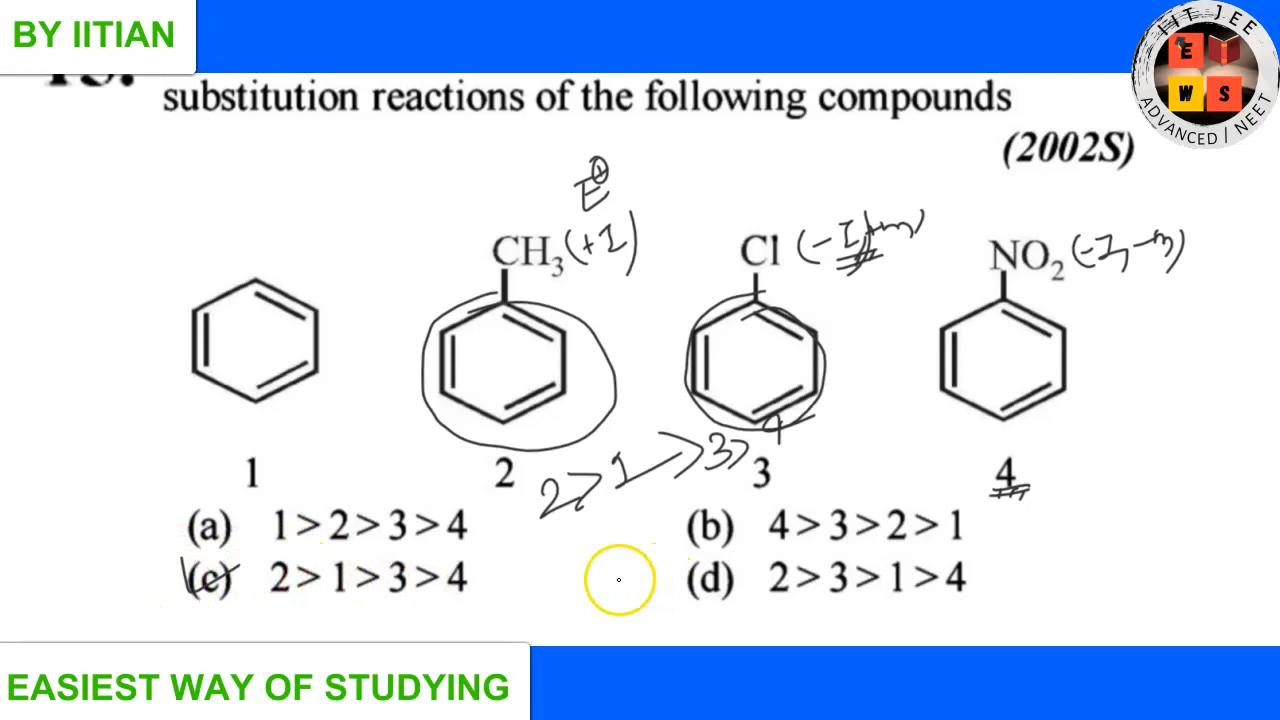 BY IITIAN
IIT JEE
E
W S
ADVANCED / NEET
substitution reactions of the following compounds
(2002S)
E⊕
CH₃ (+I)
Cl (-I, +m)
NO₂ (-I, -m)
1
2
3
4
2>1>3>4
(a) 1 > 2 > 3 > 4
(b) 4 > 3 > 2 > 1
(c) 2 > 1 > 3 > 4
(d) 2 > 3 > 1 > 4
EASIEST WAY OF STUDYING